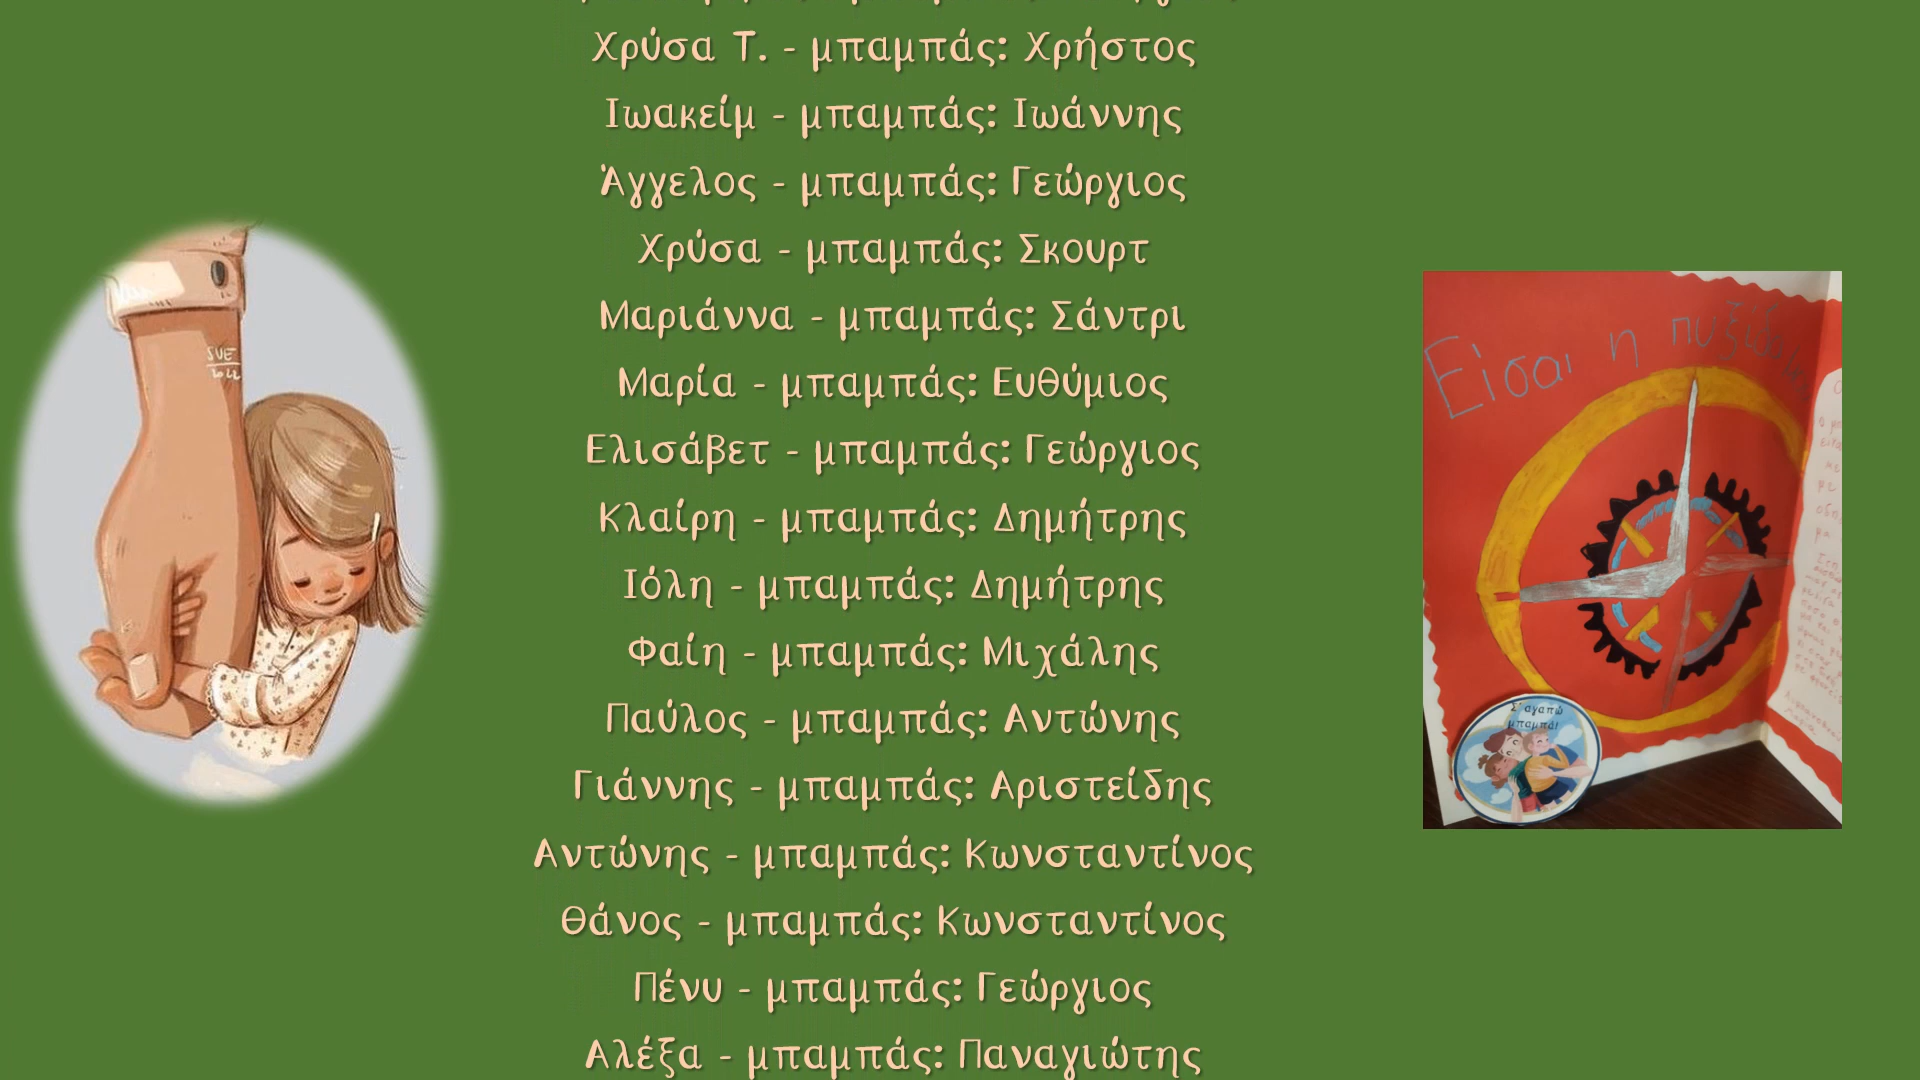 Χρύσα Τ. - μπαμπάς: Χρήστος
Ιωακείμ - μπαμπάς: Ιωάννης
Άγγελος - μπαμπάς: Γεώργιος
Χρύσα - μπαμπάς: Σκουρτ
Μαριάννα - μπαμπάς: Σάντρι
Μαρία - μπαμπάς: Ευθύμιος
Ελισάβετ - μπαμπάς: Γεώργιος
Κλαίρη - μπαμπάς: Δημήτρης
Ιόλη - μπαμπάς: Δημήτρης
Φαίη - μπαμπάς: Μιχάλης
Παύλος - μπαμπάς: Αντώνης
Γιάννης - μπαμπάς: Αριστείδης
Αντώνης - μπαμπάς: Κωνσταντίνος
Θάνος - μπαμπάς: Κωνσταντίνος
Πένυ - μπαμπάς: Γεώργιος
Αλέξα - μπαμπάς: Παναγιώτης
SVE
2022
Είσαι η πυξίδα
Σ' αγαπώ
μπαμπά!